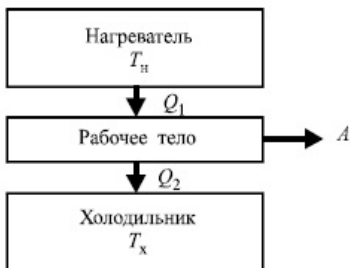 Нагреватель
Tн
Q1
Рабочее тело
A
Q2
Холодильник
Tх